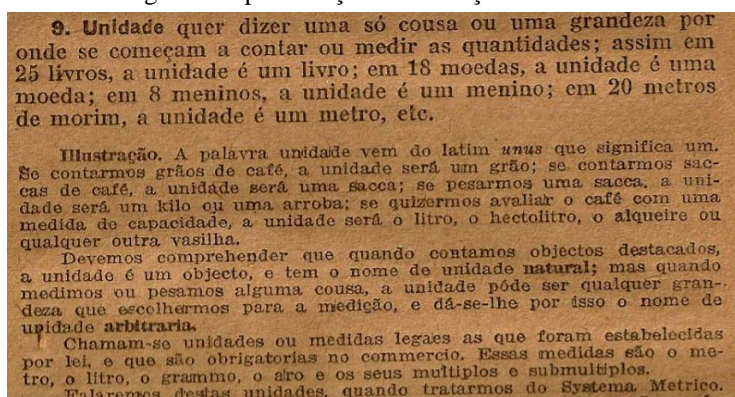 9. Unidade quer dizer uma só cousa ou uma grandeza por
onde se começam a contar ou medir as quantidades; assim em
25 livros, a unidade é um livro; em 18 moedas, a unidade é uma
moeda; em 8 meninos, a unidade é um menino; em 20 metros
de morim, a unidade é um metro, etc.
Illustração. A palavra unidade vem do latim unus que significa um.
Se contarmos grãos de café, a unidade será um grão; se contarmos sac-
cas de café, a unidade será uma sacca; se pesarmos uma sacca, a uni-
dade será um kilo ou uma arroba; se quizermos avaliar o café com uma
medida de capacidade, a unidade será o litro, o hectolitro, o alqueire ou
qualquer outra vasilha.
Devemos comprehender que quando contamos objectos destacados,
a unidade é um objecto, e tem o nome de unidade natural; mas quando
medimos ou pesamos alguma cousa, a unidade póde ser qualquer gran-
deza que escolhermos para a medição, e dá-se-lhe por isso o nome de
unidade arbitraria.
Chamam-se unidades ou medidas legaes as que foram estabelecidas
por lei, e que são obrigatorias no commercio. Essas medidas são o me-
tro, o litro, o grammo, o aro e os seus multiplos e submultiplos.
Falaremos destas unidades, quando tratarmos do Systema Metrico.